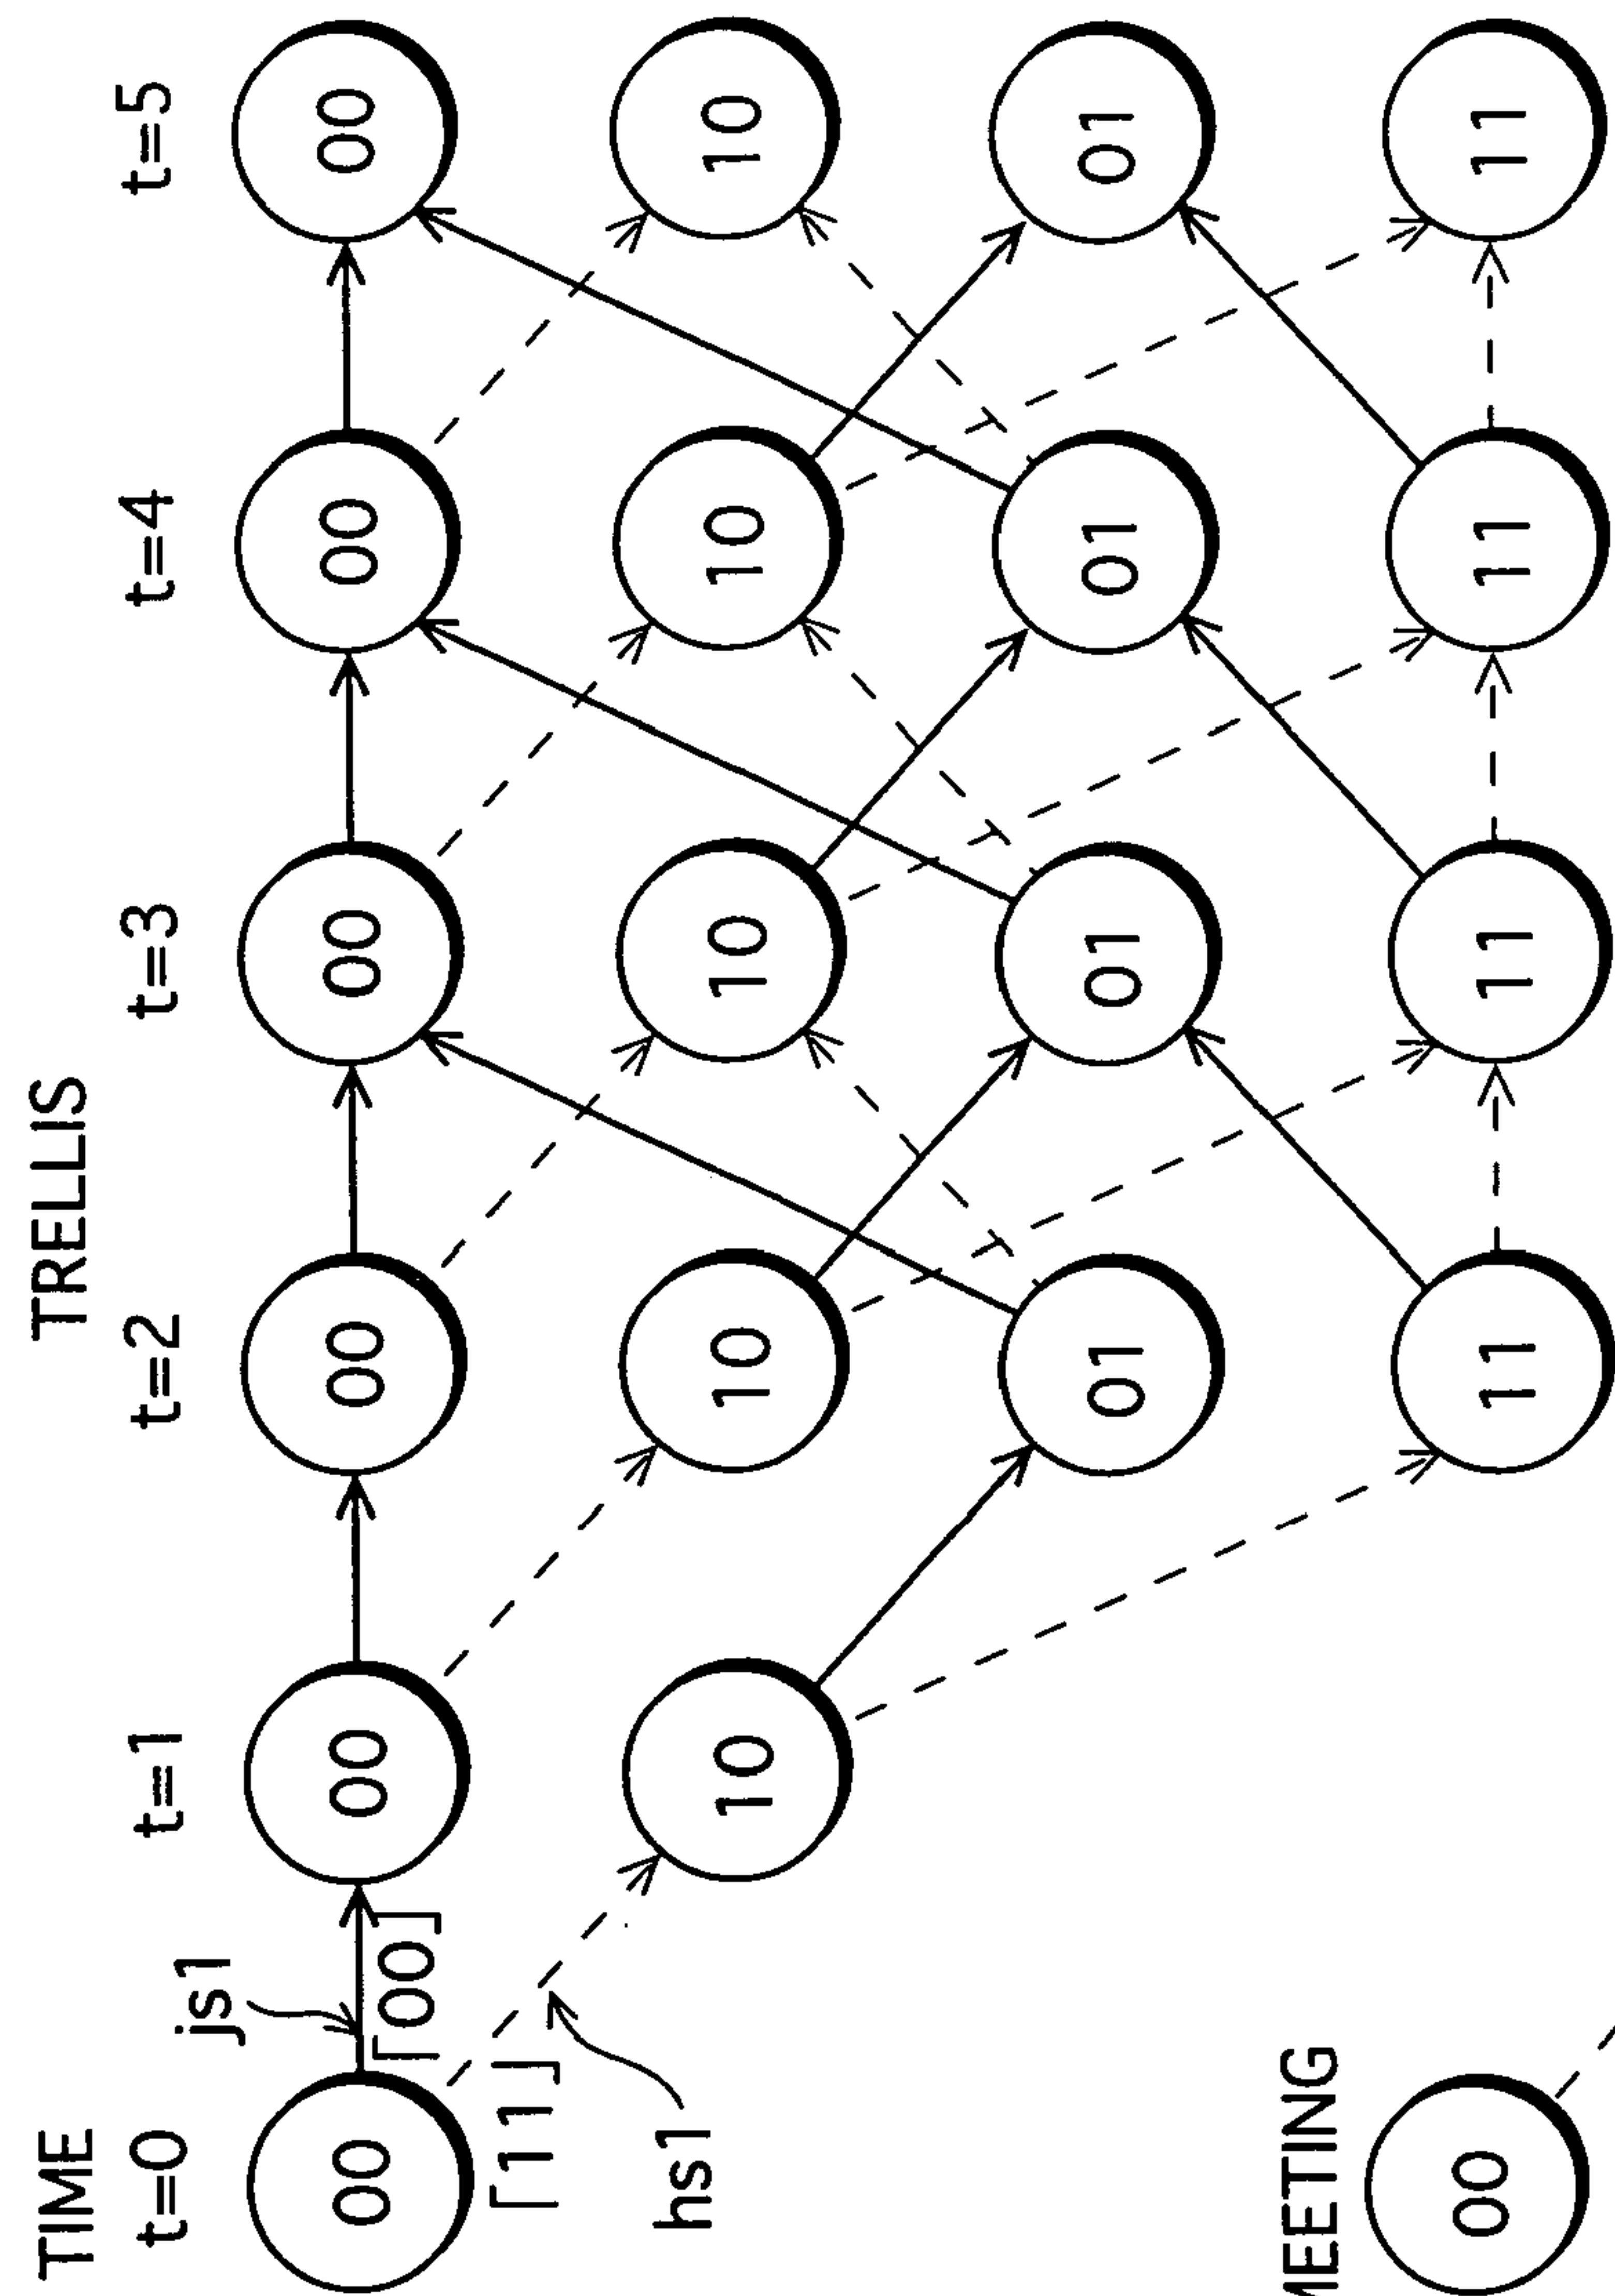 TRELLIS
TIME
t=0 t=1 t=2 t=3 t=4 t=5
js1
00 00 00 00 00 00
「00」
「11」
hs1
10 10 10 10 10
01 01 01 01
11 11 11 11
00